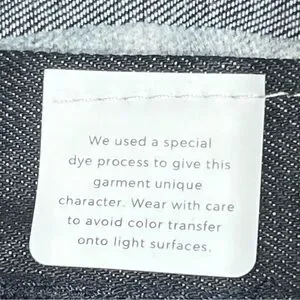 We used a special
dye process to give this
garment unique
character. Wear with care
to avoid color transfer
onto light surfaces.